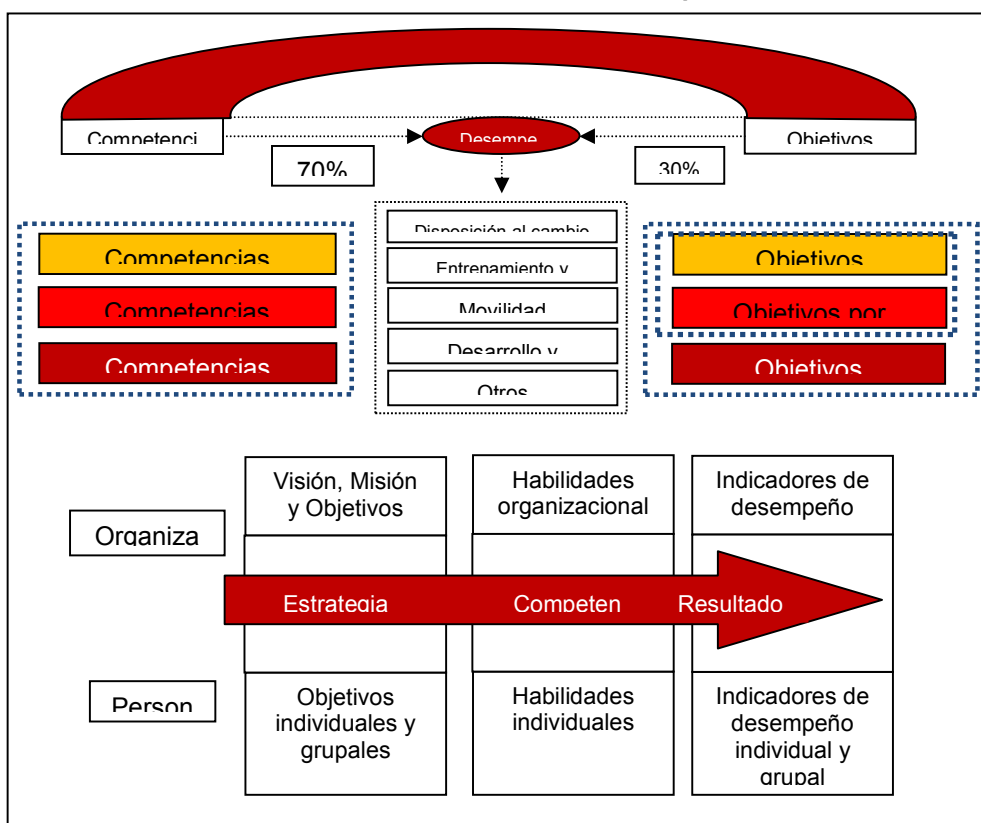 Competenci
Desempe
Objetivos
70%
30%
Disposición al cambio
Entrenamiento y
Movilidad
Desarrollo y
Otros
Competencias
Competencias
Competencias
Objetivos
Objetivos por
Objetivos
Visión, Misión
y Objetivos
Habilidades
organizacional
Indicadores de
desempeño
Organiza
Estrategia
Competen
Resultado
Person
Objetivos
individuales y
grupales
Habilidades
individuales
Indicadores de
desempeño
individual y
grupal